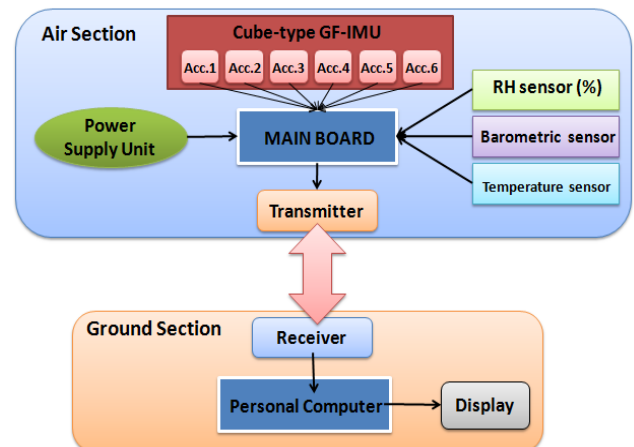 Air Section
Cube-type GF-IMU
Acc.1 Acc.2 Acc.3 Acc.4 Acc.5 Acc.6
RH sensor (%)
Power
Supply Unit
MAIN BOARD
Barometric sensor
Temperature sensor
Transmitter
Ground Section
Receiver
Personal Computer
Display